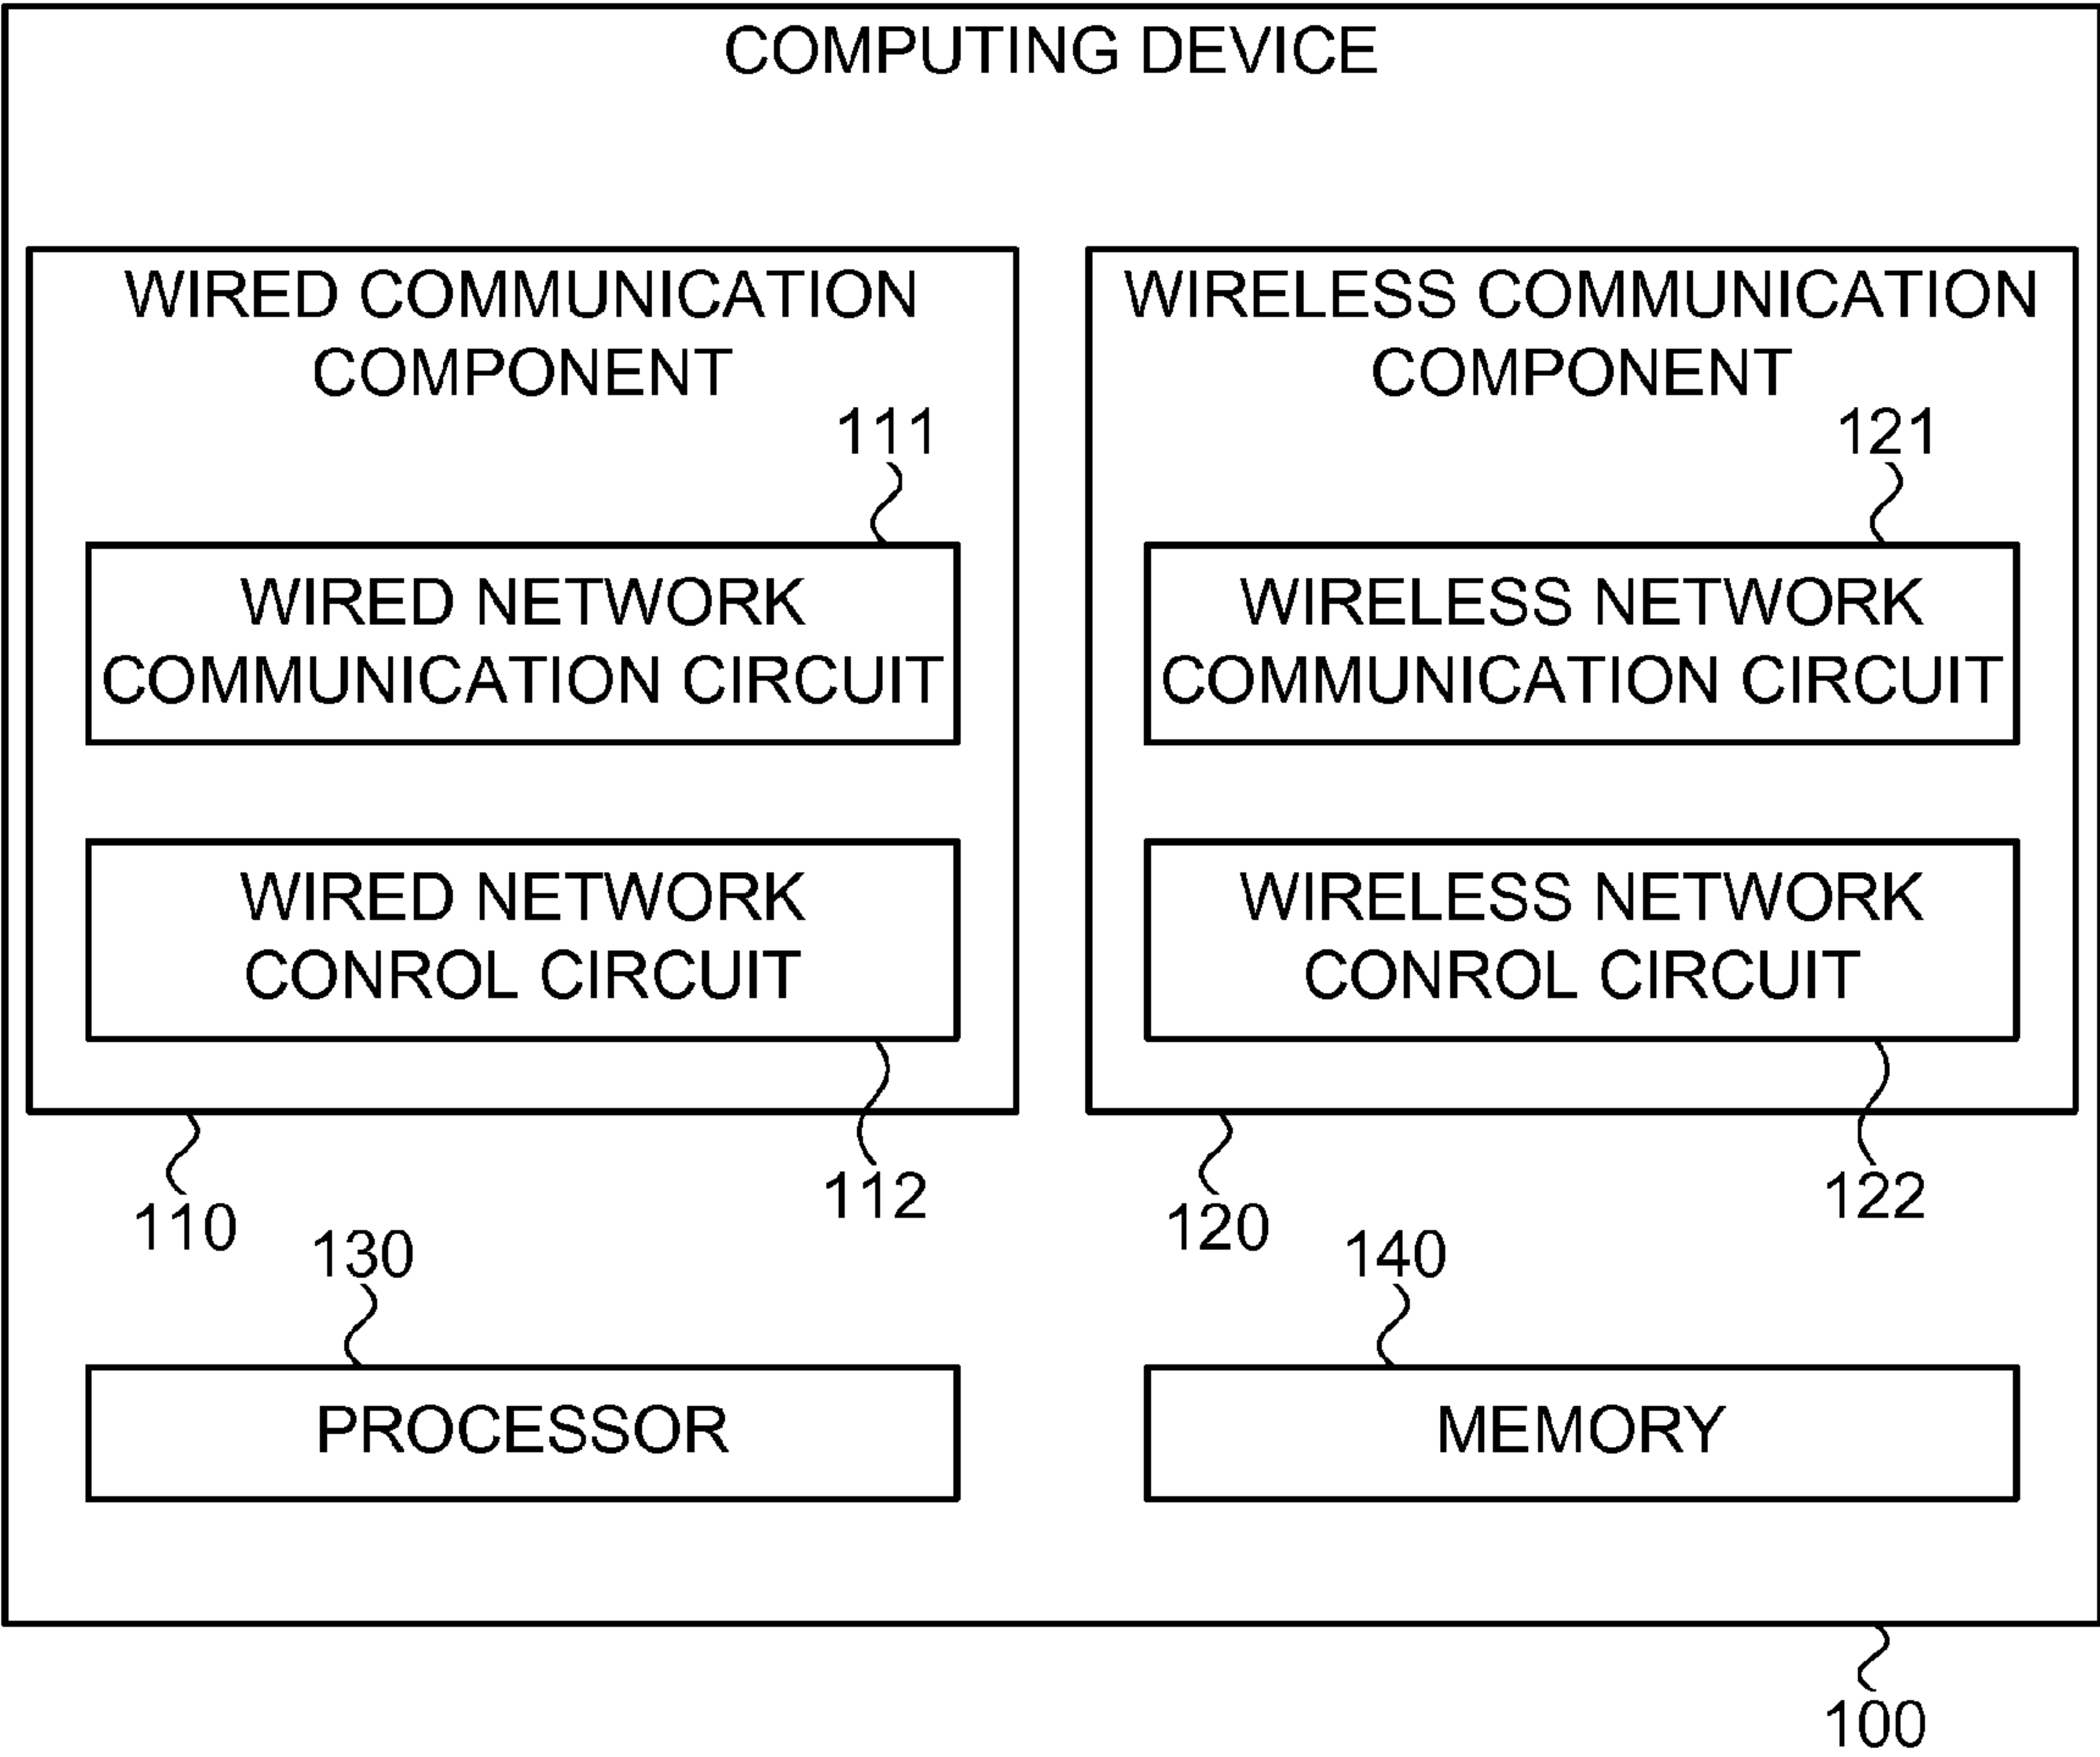 COMPUTING DEVICE
WIRED COMMUNICATION
COMPONENT
111
WIRED NETWORK
COMMUNICATION CIRCUIT
WIRED NETWORK
CONROL CIRCUIT
112
110
WIRELESS COMMUNICATION
COMPONENT
121
WIRELESS NETWORK
COMMUNICATION CIRCUIT
WIRELESS NETWORK
CONROL CIRCUIT
122
120
130
PROCESSOR
140
MEMORY
100